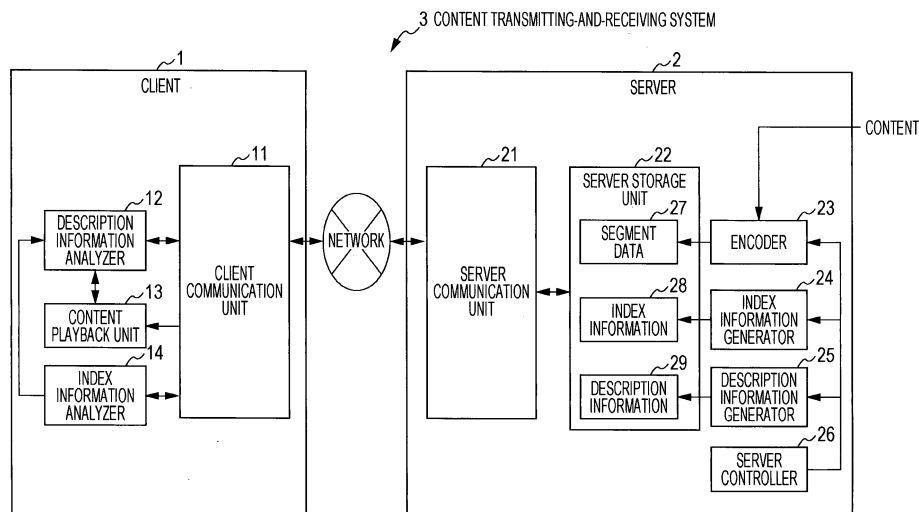 3 CONTENT TRANSMITTING-AND-RECEIVING SYSTEM
1
CLIENT
11
12
DESCRIPTION
INFORMATION
ANALYZER
13
CONTENT
PLAYBACK UNIT
14
INDEX
INFORMATION
ANALYZER
CLIENT
COMMUNICATION
UNIT
NETWORK
2
SERVER
CONTENT
21
SERVER
COMMUNICATION
UNIT
22
SERVER STORAGE
UNIT
27
SEGMENT
DATA
28
INDEX
INFORMATION
29
DESCRIPTION
INFORMATION
23
ENCODER
24
INDEX
INFORMATION
GENERATOR
25
DESCRIPTION
INFORMATION
GENERATOR
26
SERVER
CONTROLLER